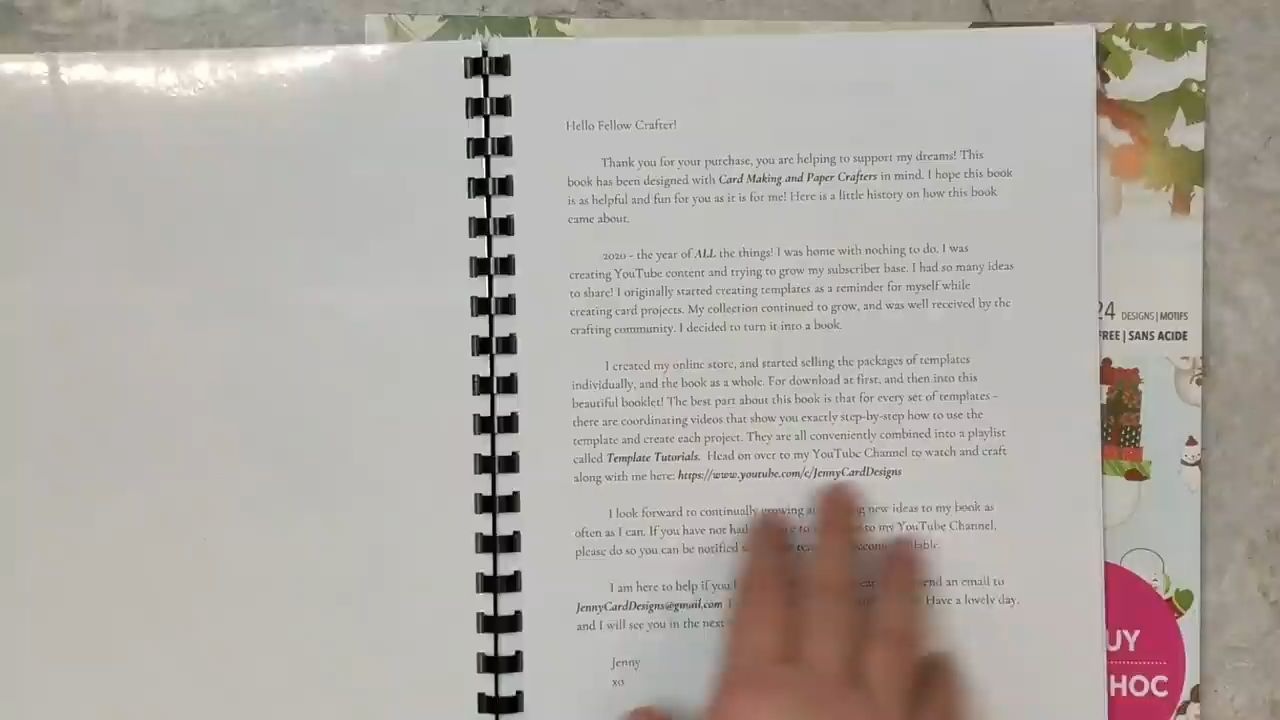 Hello Fellow Crafter!
Thank you for your purchase, you are helping to support my dreams! This
book has been designed with Card Making and Paper Crafters in mind. I hope this book
is as helpful and fun for you as it is for me! Here is a little history on how this book
came about.
2020 - the year of ALL the things! I was home with nothing to do. I was
creating YouTube content and trying to grow my subscriber base. I had so many ideas
to share! I originally started creating templates as a reminder for myself while
creating card projects. My collection continued to grow, and was well received by the
crafting community. I decided to turn it into a book.
I created my online store, and started selling the packages of templates
individually, and the book as a whole. For download at first, and then into this
beautiful booklet! The best part about this book is that for every set of templates -
there are coordinating videos that show you exactly step-by-step how to use the
template and create each project. They are all conveniently combined into a playlist
called Template Tutorials. Head on over to my YouTube Channel to watch and craft
along with me here: https://www.youtube.com/c/JennyCardDesigns
I look forward to continually growing new ideas to my book as
often as I can. If you have not had to my YouTube Channel,
please do so you can be notified
I am here to help if you send an email to
JennyCardDesigns@gmail.com Have a lovely day,
and I will see you in the next
Jenny
xo
24 DESIGNS | MOTIFS
FREE | SANS ACIDE
UY
HOC